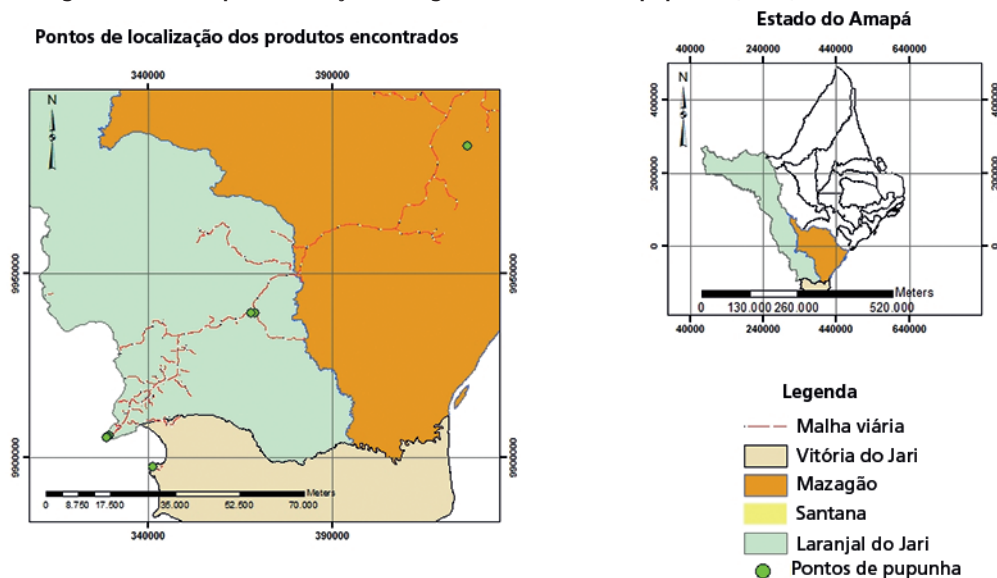 Pontos de localização dos produtos encontrados
340000 390000
N
S
9950000 9950000
9900000 9900000
Meters
0 8.750 17.500 35.000 52.500 70.000
340000 390000
Estado do Amapá
40000 240000 440000 640000
N
S
400000 400000
200000 200000
0 0
Meters
0 130.000 260.000 520.000
40000 240000 440000 640000
Legenda
Malha viária
Vitória do Jari
Mazagão
Santana
Laranjal do Jari
Pontos de pupunha